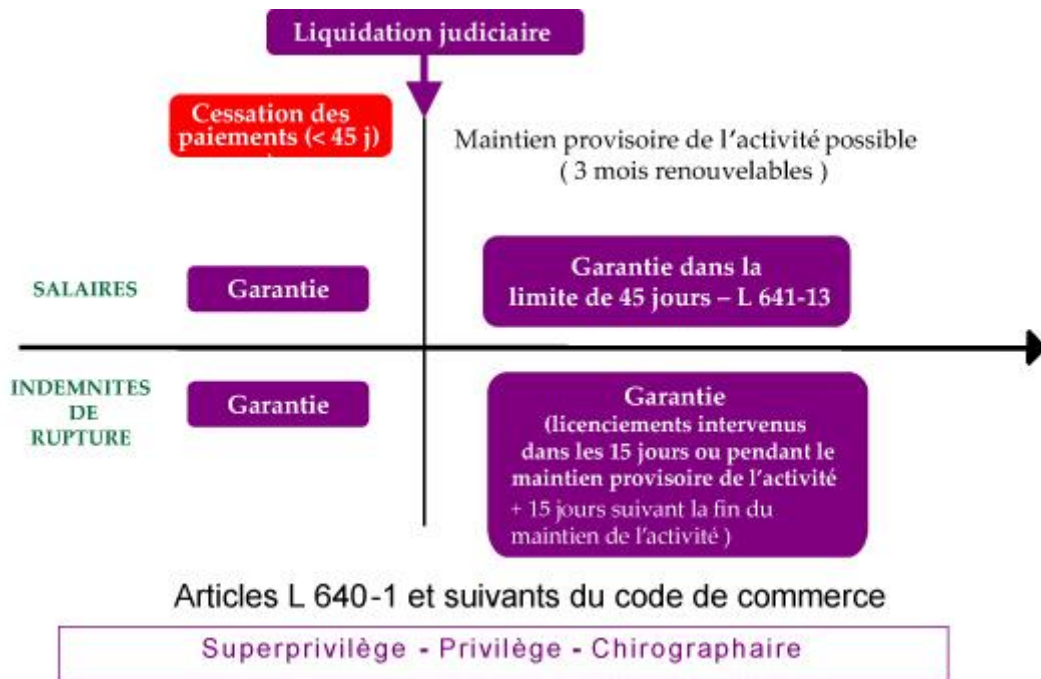 Liquidation judiciaire
Cessation des
paiements (< 45 j)
Maintien provisoire de l'activité possible
( 3 mois renouvelables )
SALAIRES
Garantie
Garantie dans la
limite de 45 jours – L 641-13
INDEMNITES
DE
RUPTURE
Garantie
Garantie
(licenciements intervenus
dans les 15 jours ou pendant le
maintien provisoire de l'activité
+ 15 jours suivant la fin du
maintien de l'activité )
Articles L 640-1 et suivants du code de commerce
Superprivilège - Privilège - Chirographaire